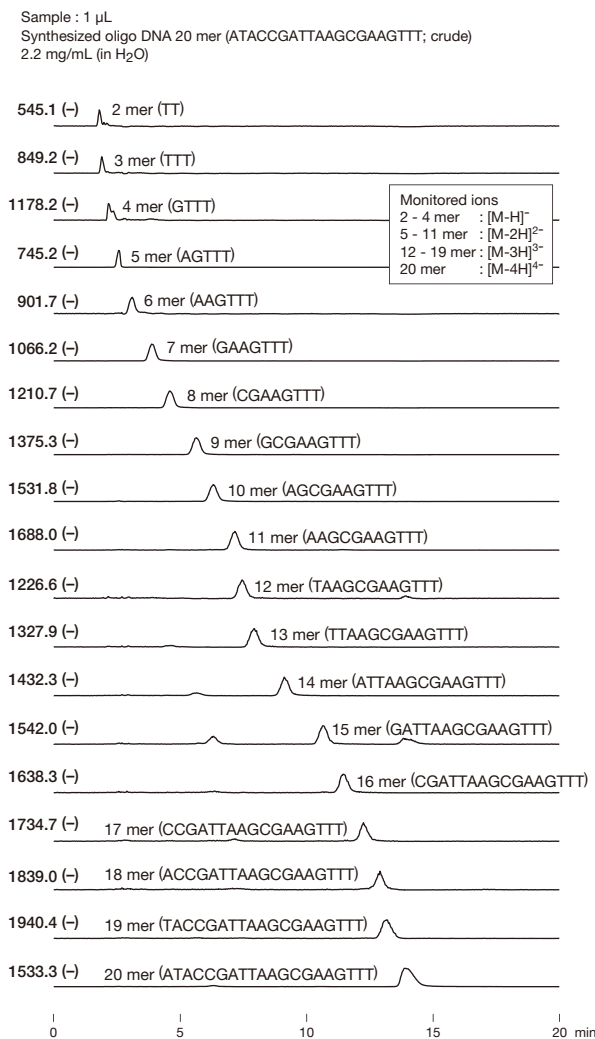 Sample : 1 µL
Synthesized oligo DNA 20 mer (ATACCGATTAAGCGAAGTTT; crude)
2.2 mg/mL (in H₂O)
545.1 (−) 2 mer (TT)
849.2 (−) 3 mer (TTT)
1178.2 (−) 4 mer (GTTT)
Monitored ions
2 - 4 mer : [M-H]⁻
5 - 11 mer : [M-2H]²⁻
12 - 19 mer : [M-3H]³⁻
20 mer : [M-4H]⁴⁻
745.2 (−) 5 mer (AGTTT)
901.7 (−) 6 mer (AAGTTT)
1066.2 (−) 7 mer (GAAGTTT)
1210.7 (−) 8 mer (CGAAGTTT)
1375.3 (−) 9 mer (GCGAAGTTT)
1531.8 (−) 10 mer (AGCGAAGTTT)
1688.0 (−) 11 mer (AAGCGAAGTTT)
1226.6 (−) 12 mer (TAAGCGAAGTTT)
1327.9 (−) 13 mer (TTAAGCGAAGTTT)
1432.3 (−) 14 mer (ATTAAGCGAAGTTT)
1542.0 (−) 15 mer (GATTAAGCGAAGTTT)
1638.3 (−) 16 mer (CGATTAAGCGAAGTTT)
1734.7 (−) 17 mer (CCGATTAAGCGAAGTTT)
1839.0 (−) 18 mer (ACCGATTAAGCGAAGTTT)
1940.4 (−) 19 mer (TACCGATTAAGCGAAGTTT)
1533.3 (−) 20 mer (ATACCGATTAAGCGAAGTTT)
0 5 10 15 20 min